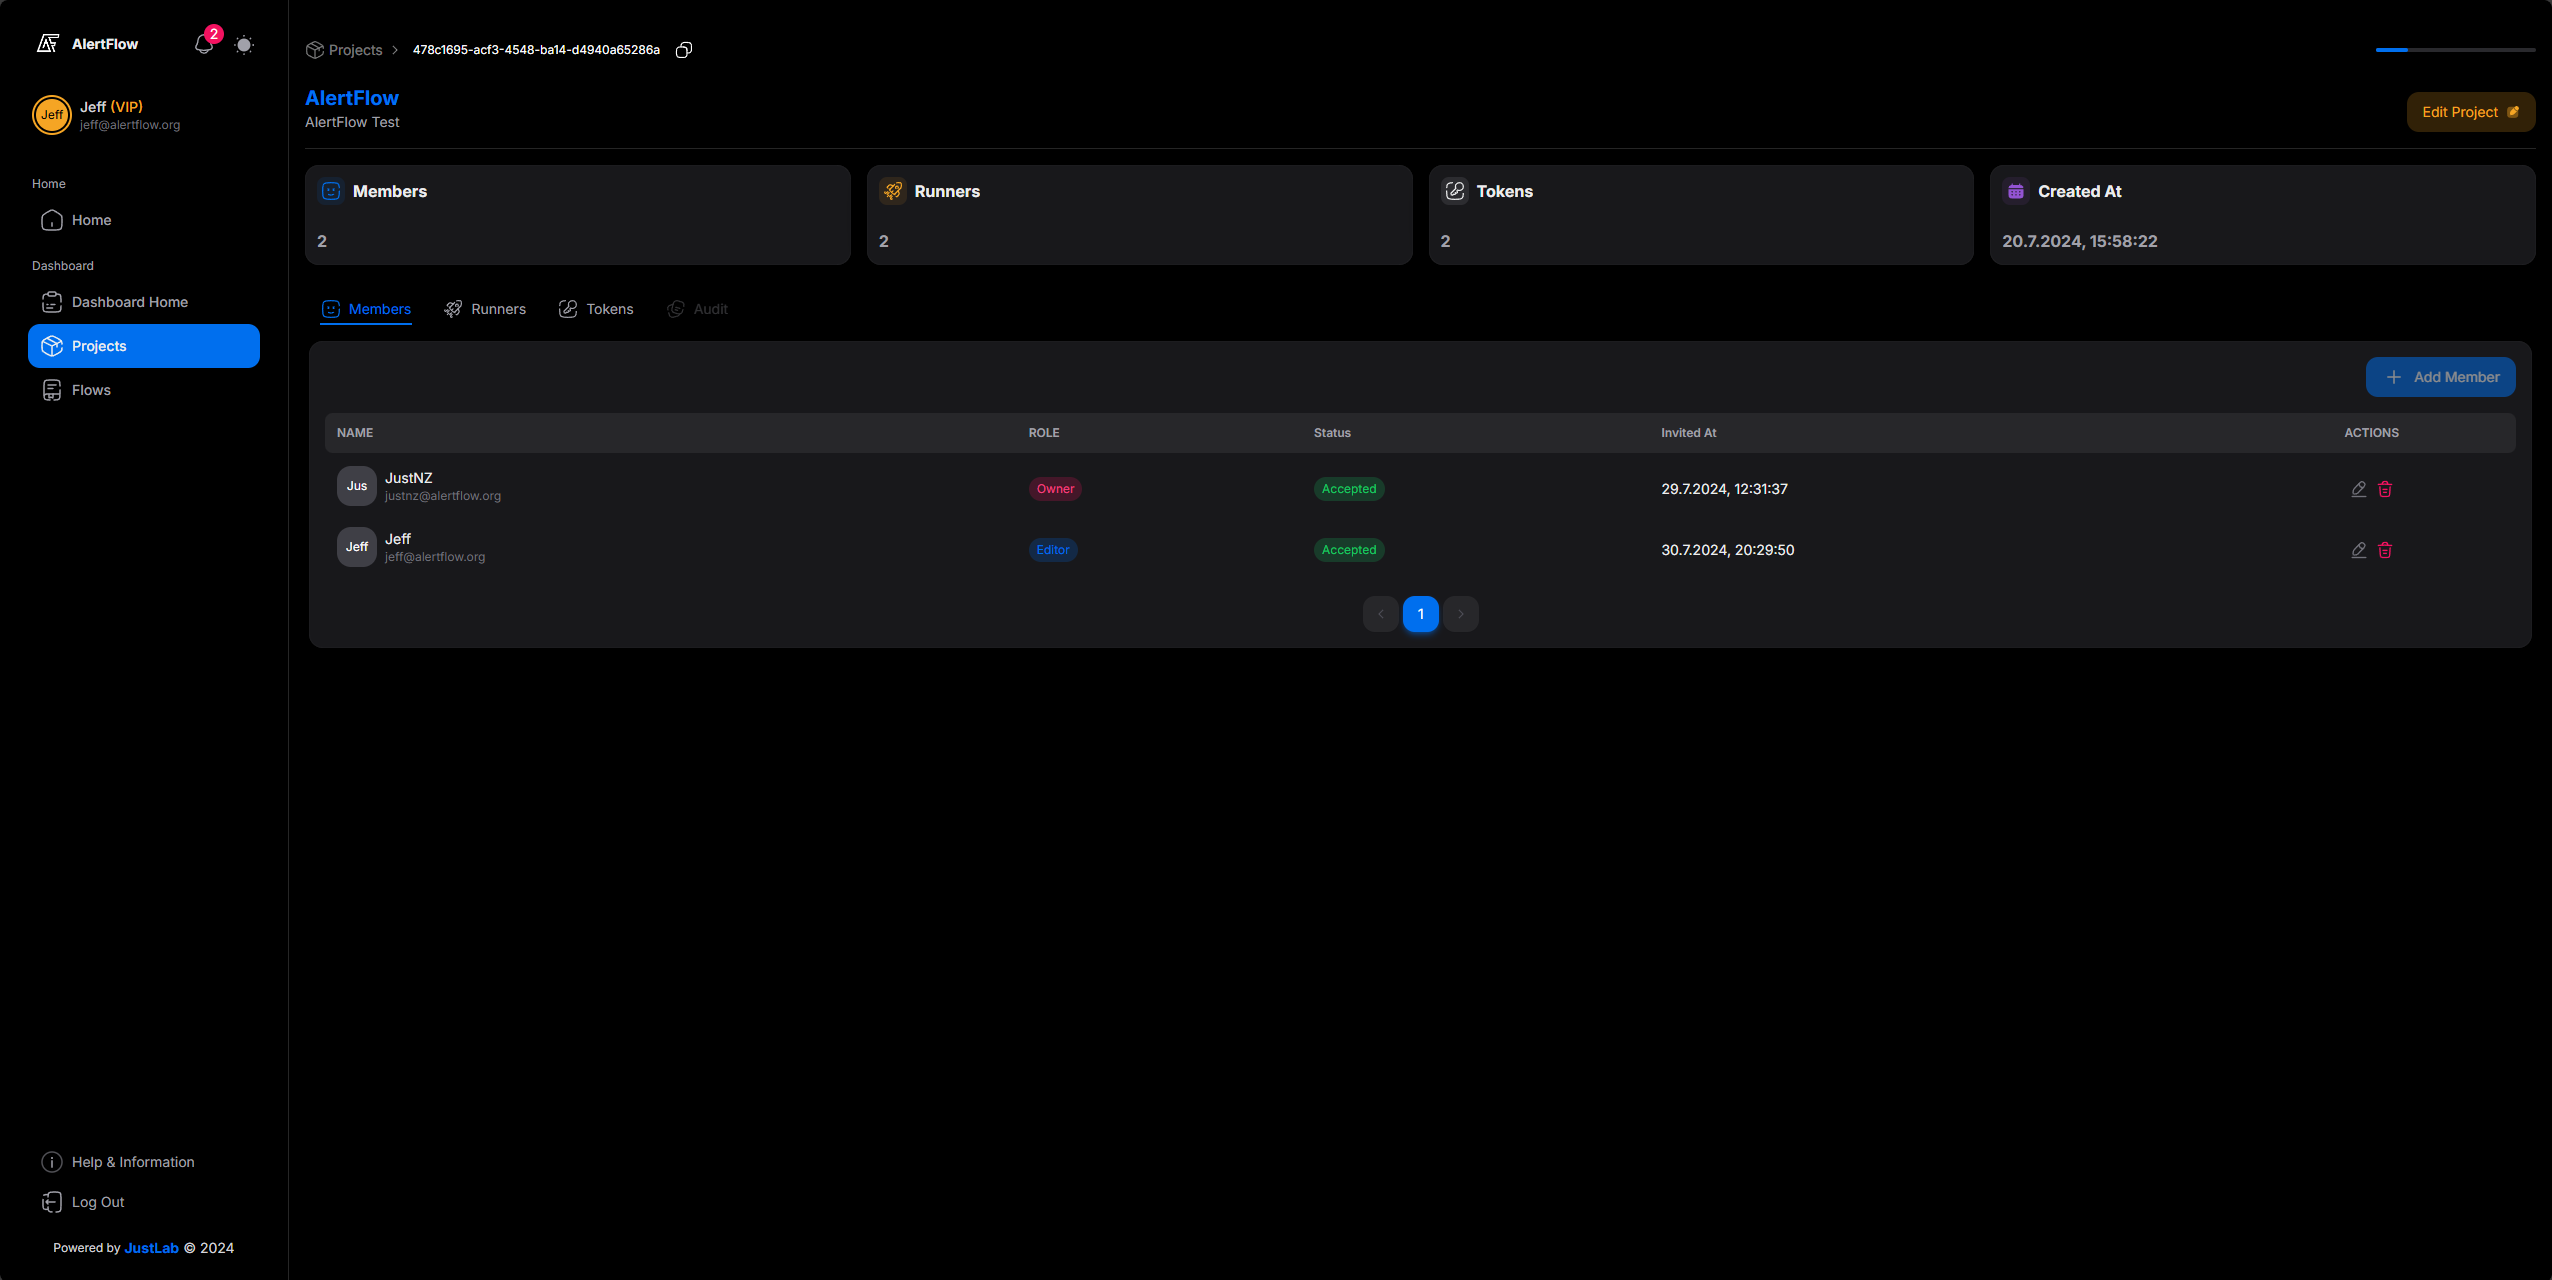 AlertFlow
2
Jeff
Jeff (VIP)
jeff@alertflow.org
Home
Home
Dashboard
Dashboard Home
Projects
Flows
Help & Information
Log Out
Powered by JustLab © 2024
Projects > 478c1695-acf3-4548-ba14-d4940a65286a
AlertFlow
AlertFlow Test
Edit Project
Members
2
Runners
2
Tokens
2
Created At
20.7.2024, 15:58:22
Members Runners Tokens Audit
+ Add Member
NAME ROLE Status Invited At ACTIONS
Jus JustNZ
justnz@alertflow.org
Owner Accepted 29.7.2024, 12:31:37
Jeff Jeff
jeff@alertflow.org
Editor Accepted 30.7.2024, 20:29:50
< 1 >